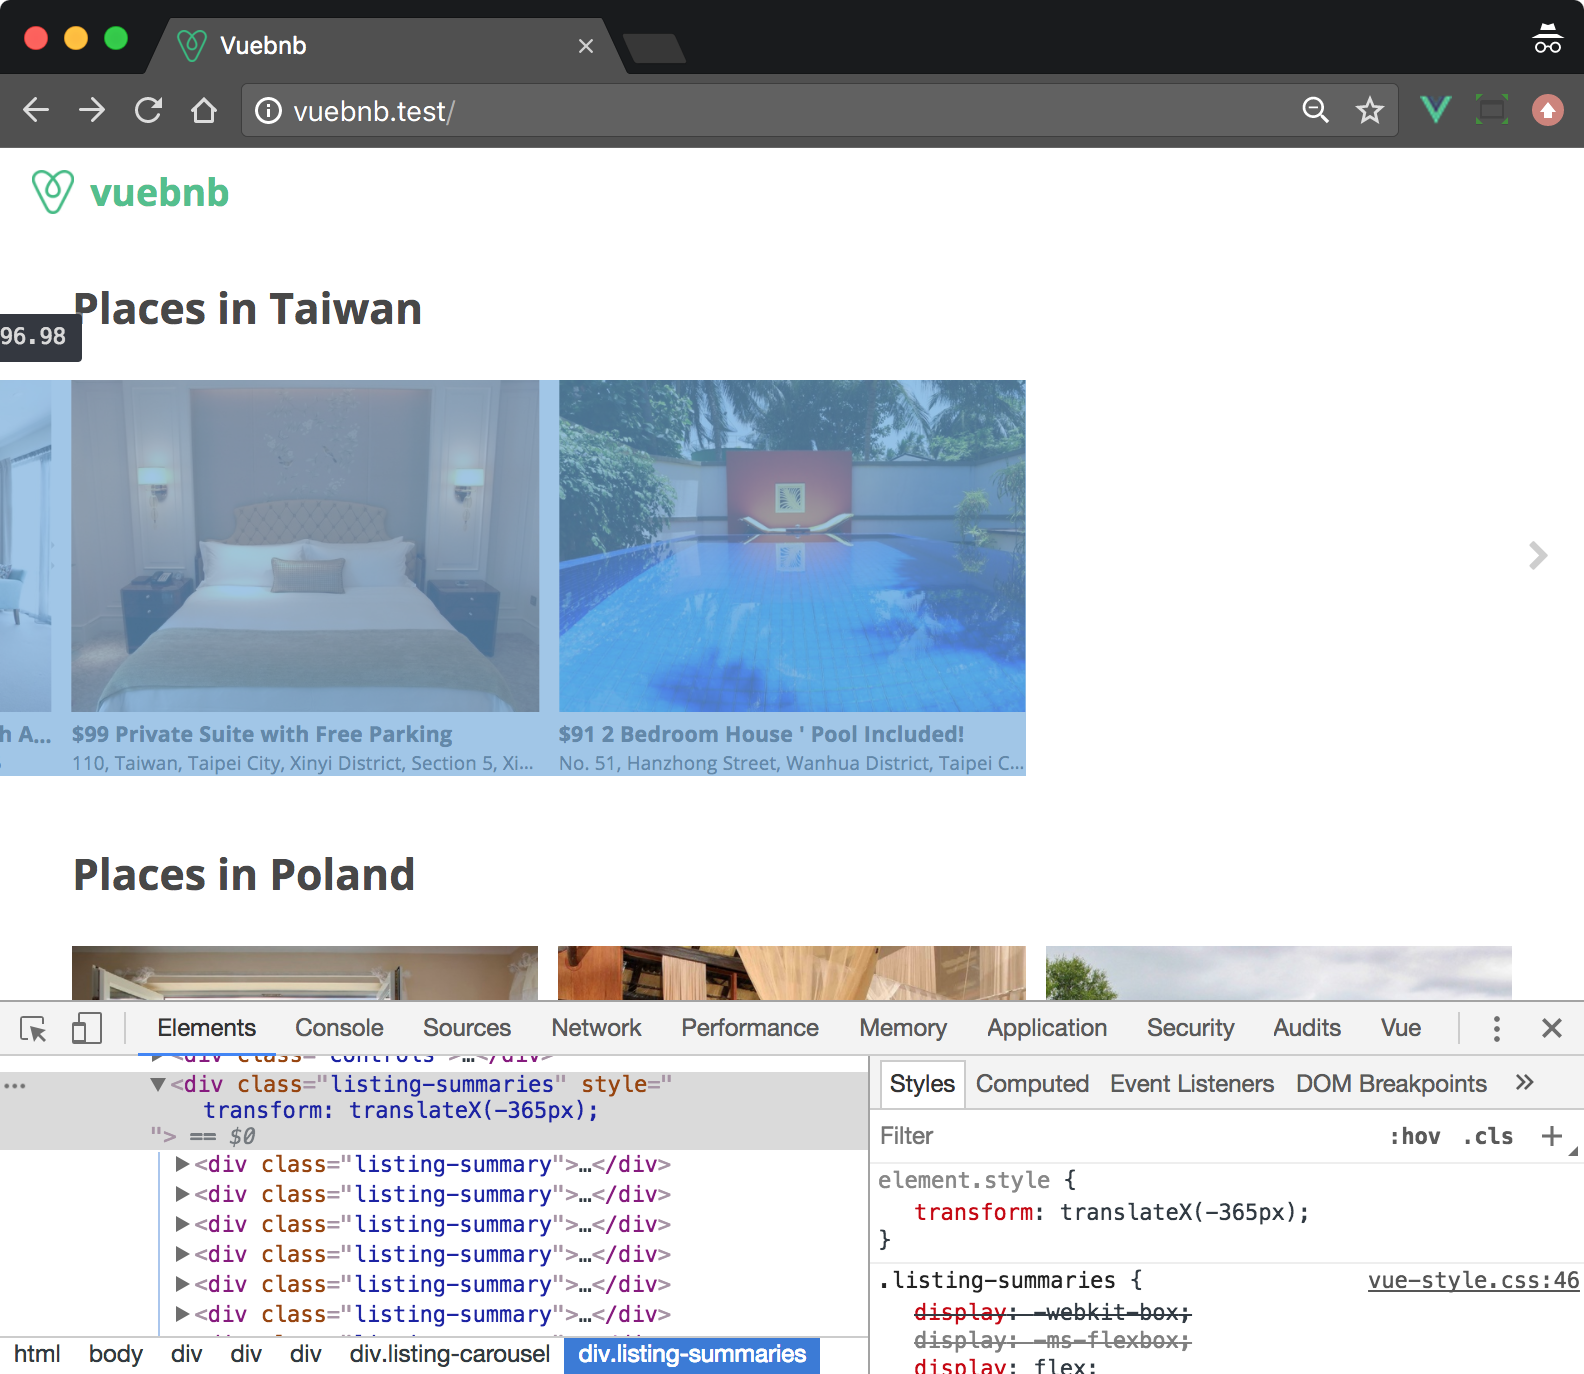 Vuebnb
vuebnb.test/
vuebnb
Places in Taiwan
96.98
h A... $99 Private Suite with Free Parking $91 2 Bedroom House ' Pool Included!
110, Taiwan, Taipei City, Xinyi District, Section 5, Xi... No. 51, Hanzhong Street, Wanhua District, Taipei C...
Places in Poland
Elements Console Sources Network Performance Memory Application Security Audits Vue
<div class="controls">…</div>
<div class="listing-summaries" style="
transform: translateX(-365px);
"> == $0
<div class="listing-summary">…</div>
<div class="listing-summary">…</div>
<div class="listing-summary">…</div>
<div class="listing-summary">…</div>
<div class="listing-summary">…</div>
<div class="listing-summary">…</div>
html body div div div div.listing-carousel div.listing-summaries
Styles Computed Event Listeners DOM Breakpoints »
Filter :hov .cls +
element.style {
transform: translateX(-365px);
}
.listing-summaries { vue-style.css:46
display: -webkit-box;
display: -ms-flexbox;
display: flex;